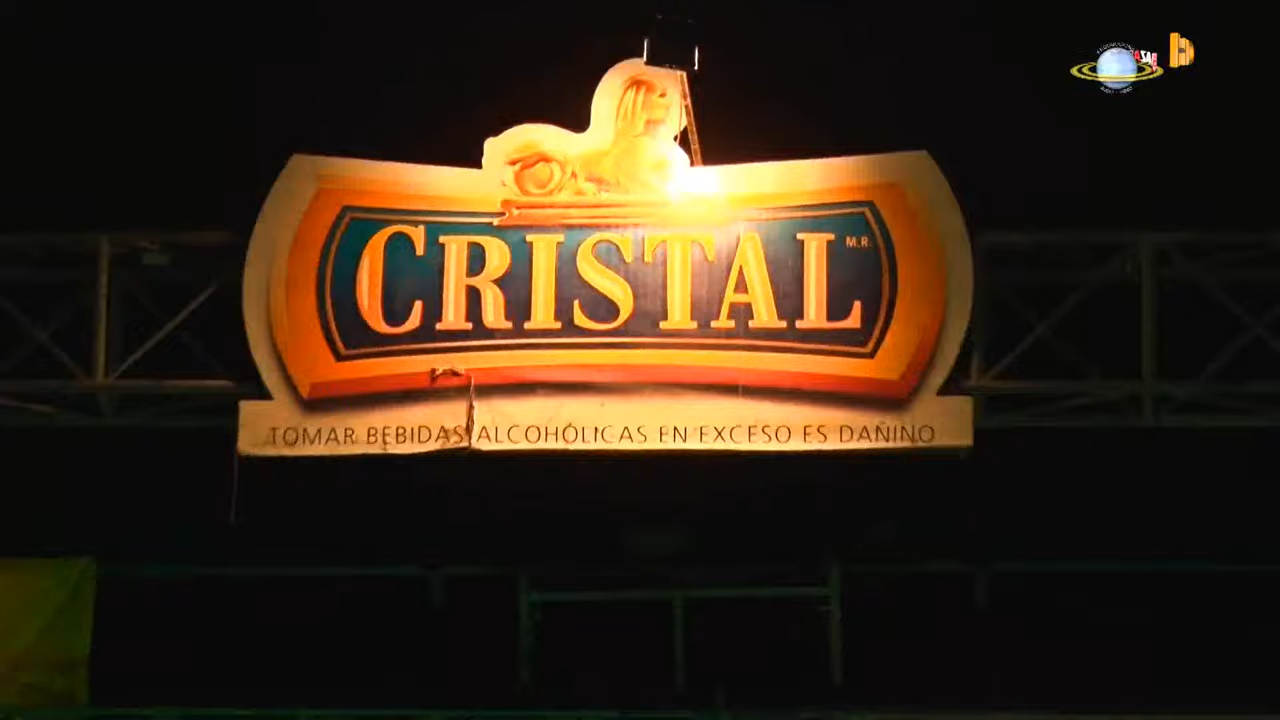 CRISTAL
M.R.
TOMAR BEBIDAS ALCOHÓLICAS EN EXCESO ES DAÑINO